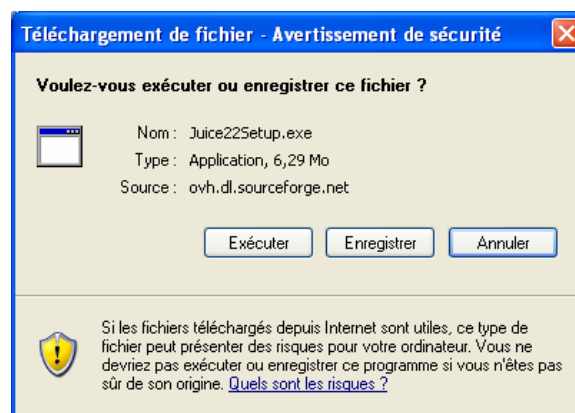 Téléchargement de fichier - Avertissement de sécurité
Voulez-vous exécuter ou enregistrer ce fichier ?
Nom : Juice22Setup.exe
Type : Application, 6,29 Mo
Source : ovh.dl.sourceforge.net
Exécuter Enregistrer Annuler
Si les fichiers téléchargés depuis Internet sont utiles, ce type de
fichier peut présenter des risques pour votre ordinateur. Vous ne
devriez pas exécuter ou enregistrer ce programme si vous n'êtes pas
sûr de son origine. Quels sont les risques ?